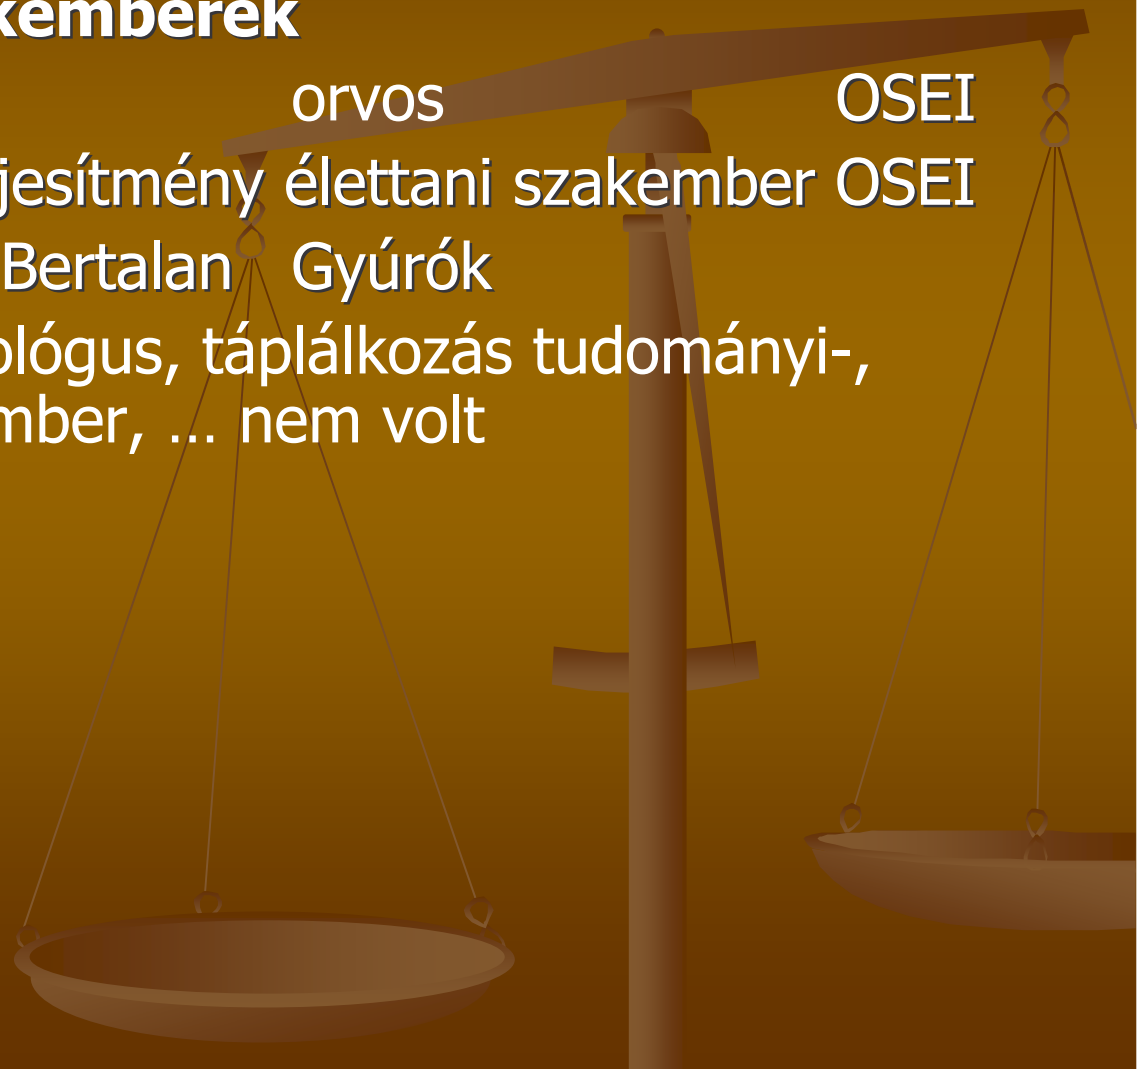 kemberek
orvos OSEI
jesítmény élettani szakember OSEI
Bertalan Gyúrók
ológus, táplálkozás tudományi-,
mber, … nem volt